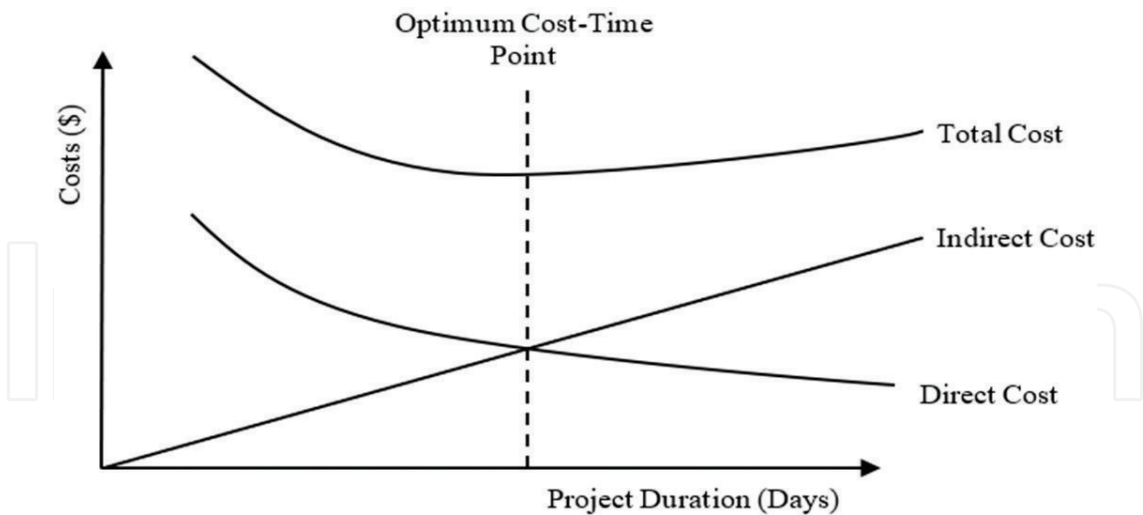 Optimum Cost-Time
Point
Costs ($)
Total Cost
Indirect Cost
Direct Cost
Project Duration (Days)